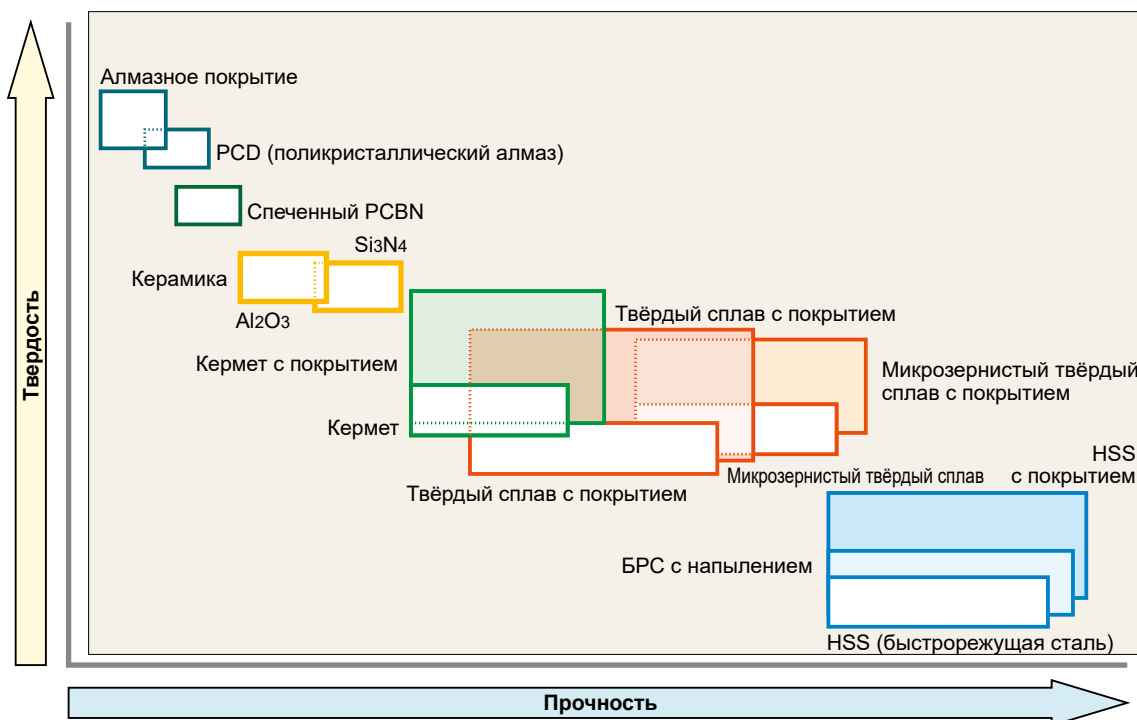 Алмазное покрытие
PCD (поликристаллический алмаз)
Спеченный PCBN
Si3N4
Керамика
Al2O3
Твёрдый сплав с покрытием
Кермет с покрытием
Микрозернистый твёрдый
сплав с покрытием
Кермет
HSS
с покрытием
Микрозернистый твёрдый сплав
Твёрдый сплав с покрытием
БРС с напылением
HSS (быстрорежущая сталь)
Твердость
Прочность